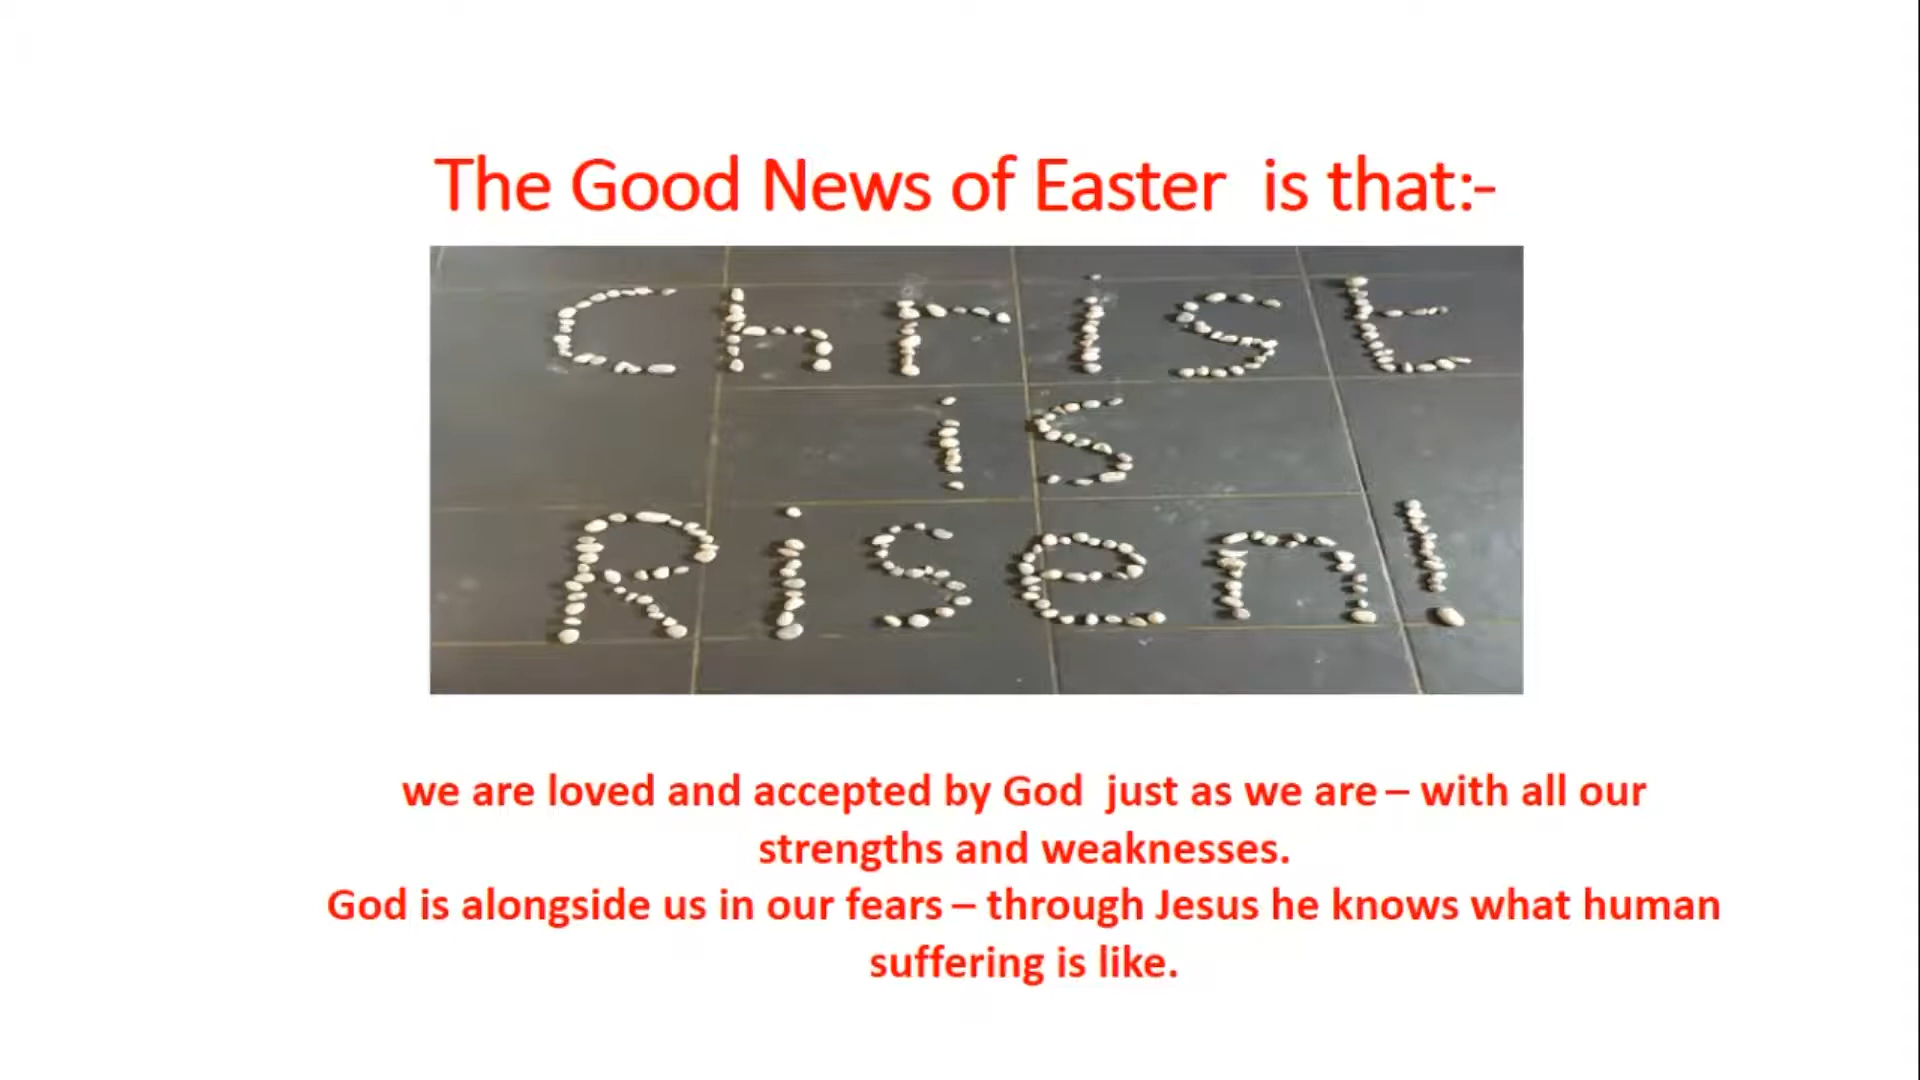 The Good News of Easter  is that:-
Christ
is
Risen!
we are loved and accepted by God  just as we are – with all our
strengths and weaknesses.
God is alongside us in our fears – through Jesus he knows what human
suffering is like.